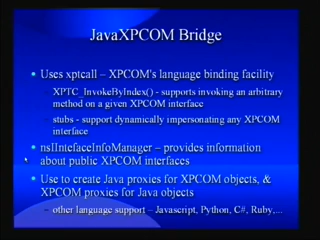 JavaXPCOM Bridge
Uses xptcall – XPCOM's language binding facility
XPTC_InvokeByIndex() - supports invoking an arbitrary
method on a given XPCOM interface
stubs - support dynamically impersonating any XPCOM
interface
nsIIntefaceInfoManager – provides information
about public XPCOM interfaces
Use to create Java proxies for XPCOM objects, &
XPCOM proxies for Java objects
other language support – Javascript, Python, C#, Ruby,...